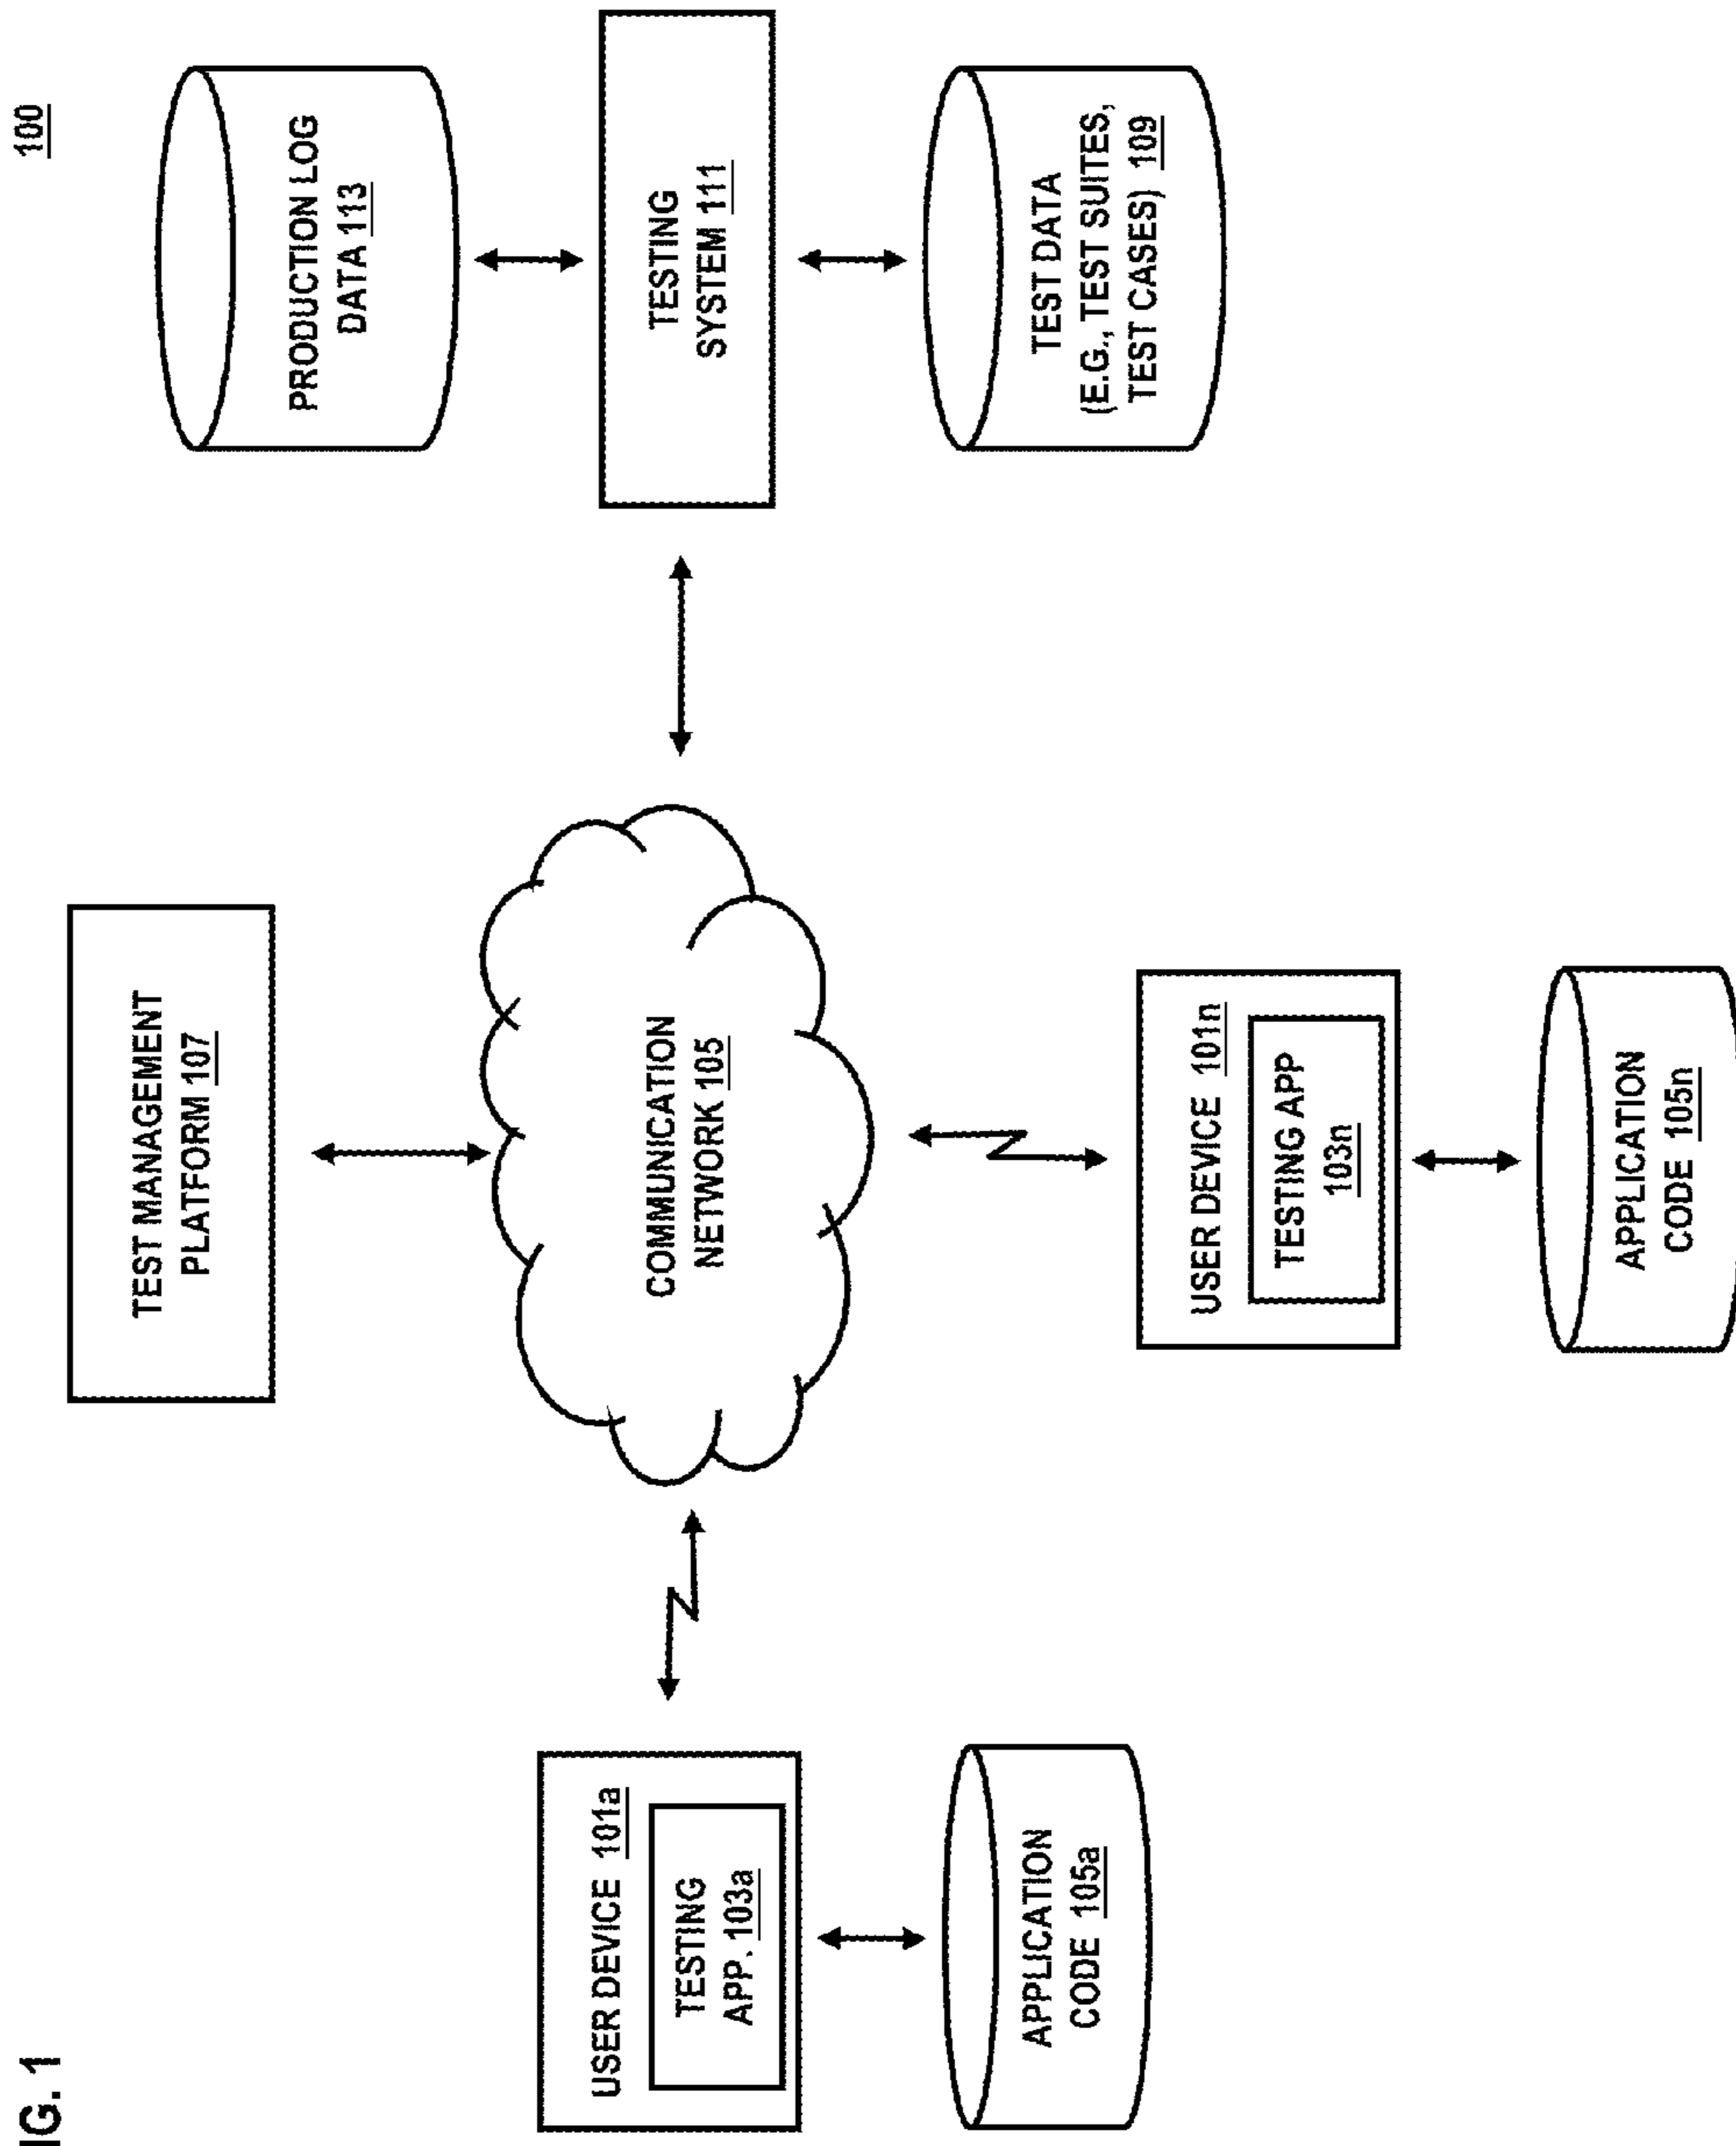 100
TEST MANAGEMENT
PLATFORM 107
PRODUCTION LOG
DATA 113
TESTING
SYSTEM 111
TEST DATA
(E.G., TEST SUITES,
TEST CASES) 109
COMMUNICATION
NETWORK 105
USER DEVICE 101a
TESTING
APP. 103a
APPLICATION
CODE 105a
USER DEVICE 101n
TESTING APP
103n
APPLICATION
CODE 105n
IG. 1